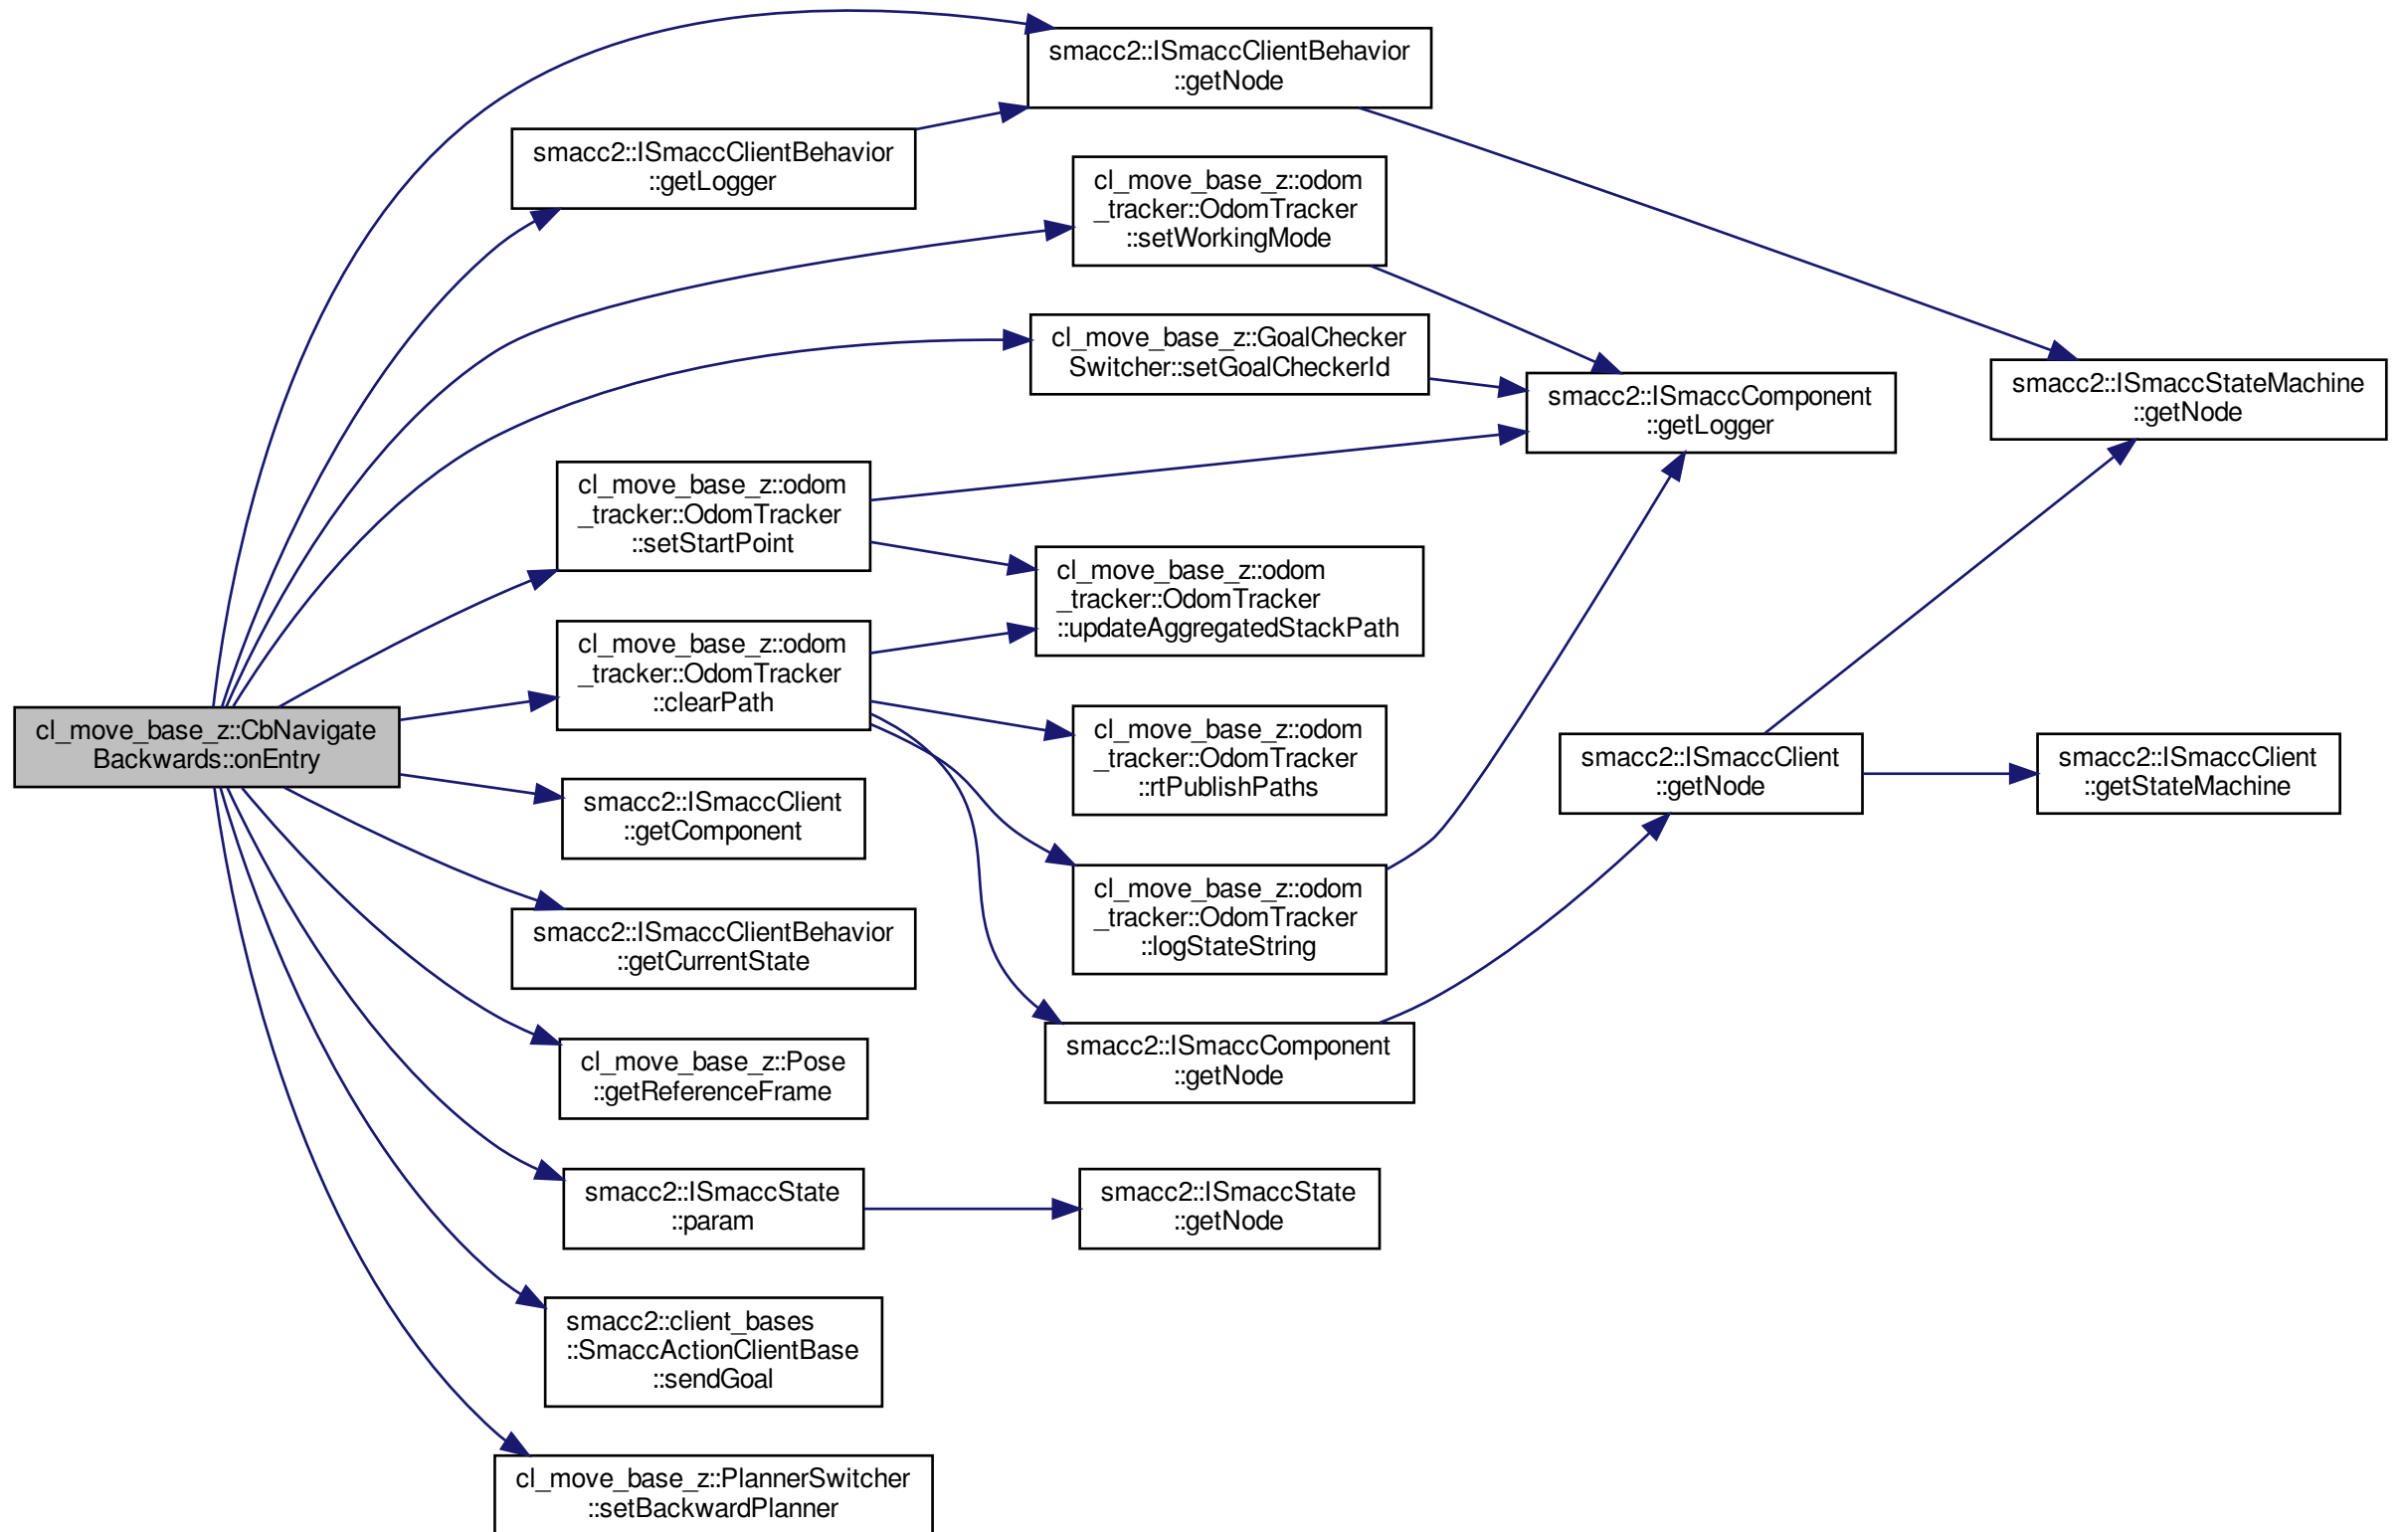 smacc2::ISmaccClientBehavior
::getNode
smacc2::ISmaccClientBehavior
::getLogger
cl_move_base_z::odom
_tracker::OdomTracker
::setWorkingMode
cl_move_base_z::GoalChecker
Switcher::setGoalCheckerId
smacc2::ISmaccComponent
::getLogger
smacc2::ISmaccStateMachine
::getNode
cl_move_base_z::odom
_tracker::OdomTracker
::setStartPoint
cl_move_base_z::odom
_tracker::OdomTracker
::updateAggregatedStackPath
cl_move_base_z::odom
_tracker::OdomTracker
::clearPath
cl_move_base_z::CbNavigate
Backwards::onEntry
cl_move_base_z::odom
_tracker::OdomTracker
::rtPublishPaths
smacc2::ISmaccClient
::getNode
smacc2::ISmaccClient
::getStateMachine
smacc2::ISmaccClient
::getComponent
cl_move_base_z::odom
_tracker::OdomTracker
::logStateString
smacc2::ISmaccClientBehavior
::getCurrentState
smacc2::ISmaccComponent
::getNode
cl_move_base_z::Pose
::getReferenceFrame
smacc2::ISmaccState
::param
smacc2::ISmaccState
::getNode
smacc2::client_bases
::SmaccActionClientBase
::sendGoal
cl_move_base_z::PlannerSwitcher
::setBackwardPlanner